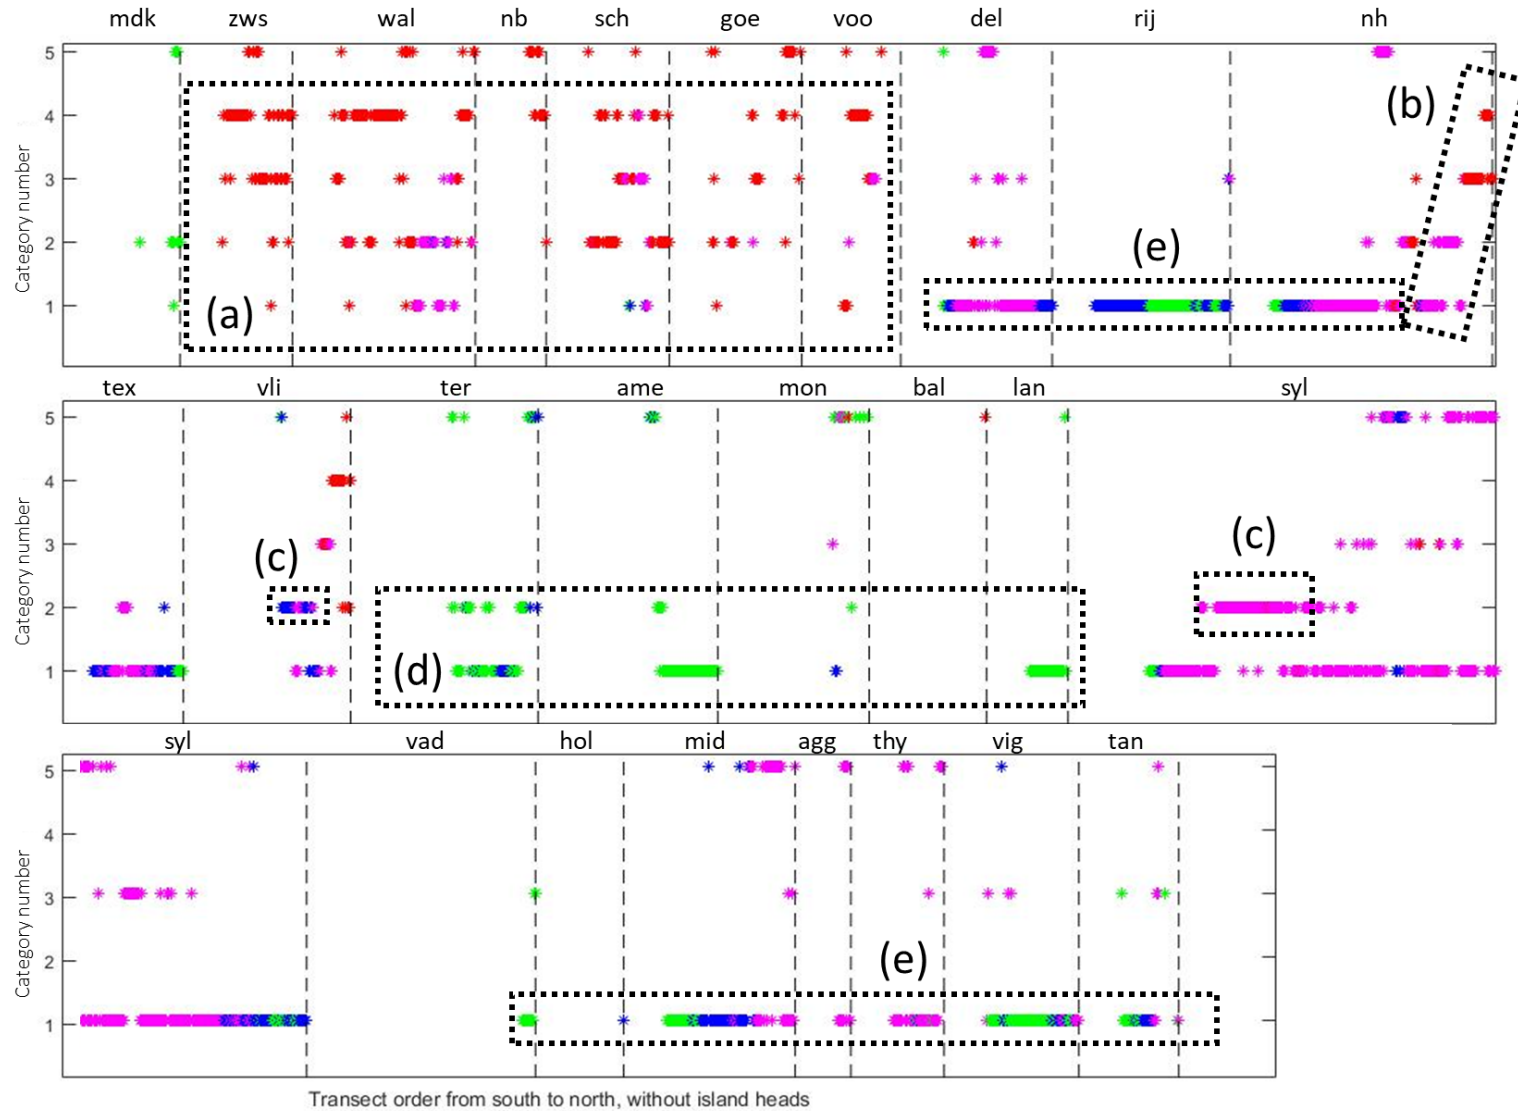 mdk zws wal nb sch goe voo del rij nh
5
4
3
2
1
Category number
(a)
(b)
(e)
tex vli ter ame mon bal lan syl
5
4
3
2
1
Category number
(c)
(c)
(d)
syl vad hol mid agg thy vig tan
5
4
3
2
1
Category number
(e)
Transect order from south to north, without island heads